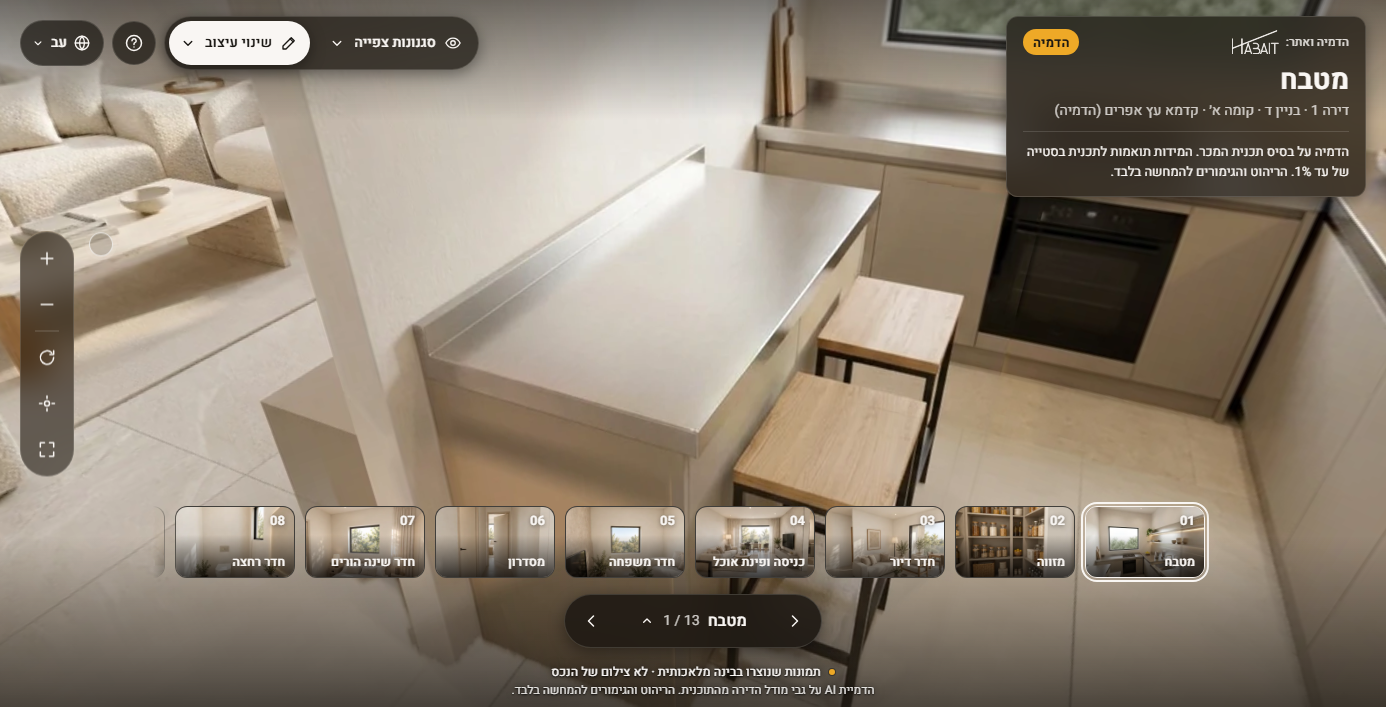 הדמיה ואתר: HABAIT
הדמיה
מטבח
דירה 1 · בניין ד · קומה א' · קדמא עץ אפרים (הדמיה)
הדמיה על בסיס תכנית המכר. המידות תואמות לתכנית בסטייה
של עד 1%. הריהוט והגימורים להמחשה בלבד.
סגנונות צפייה
שינוי עיצוב
עב
01
מטבח
02
מזווה
03
חדר דיור
04
כניסה ופינת אוכל
05
חדר משפחה
06
מסדרון
07
חדר שינה הורים
08
חדר רחצה
מטבח 1 / 13
תמונות שנוצרו בבינה מלאכותית · לא צילום של הנכס
הדמיית AI על גבי מודל הדירה מהתוכנית. הריהוט והגימורים להמחשה בלבד.